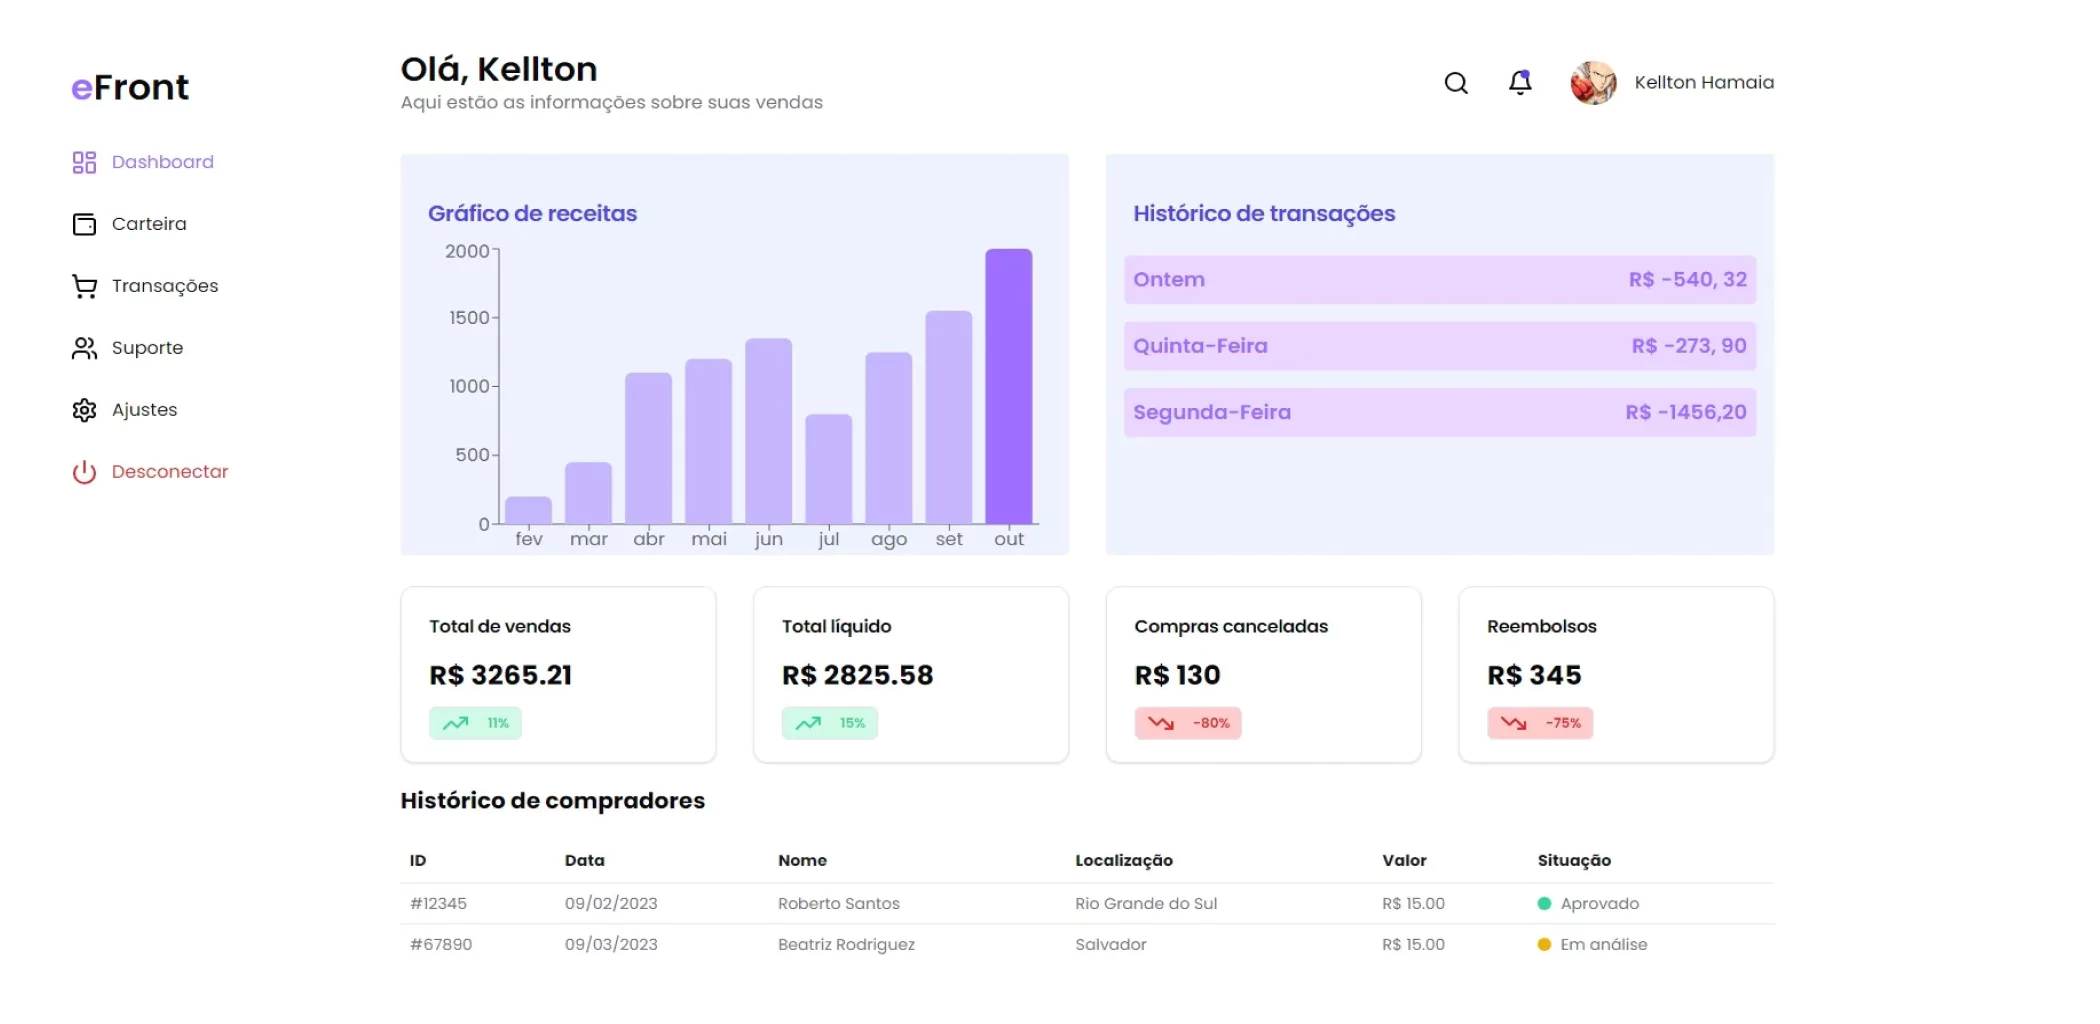 eFront
Dashboard
Carteira
Transações
Suporte
Ajustes
Desconectar
Olá, Kellton
Aqui estão as informações sobre suas vendas
Kellton Hamaia
Gráfico de receitas
2000
1500
1000
500
0
fev mar abr mai jun jul ago set out
Histórico de transações
Ontem R$ -540, 32
Quinta-Feira R$ -273, 90
Segunda-Feira R$ -1456,20
Total de vendas
R$ 3265.21
11%
Total líquido
R$ 2825.58
15%
Compras canceladas
R$ 130
-80%
Reembolsos
R$ 345
-75%
Histórico de compradores
ID Data Nome Localização Valor Situação
#12345 09/02/2023 Roberto Santos Rio Grande do Sul R$ 15.00 Aprovado
#67890 09/03/2023 Beatriz Rodriguez Salvador R$ 15.00 Em análise